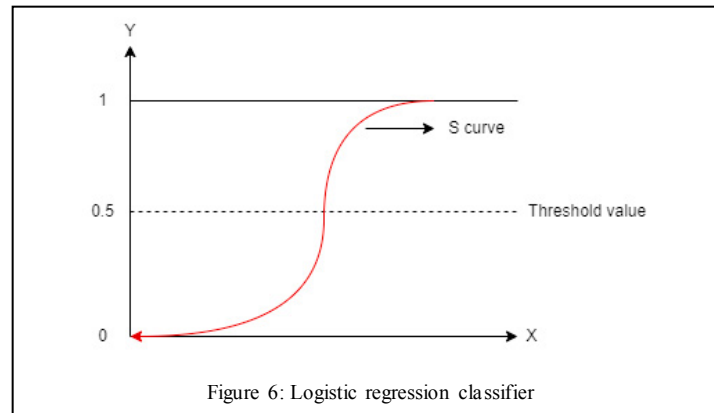 Y
1
S curve
0.5
Threshold value
0
X
Figure 6: Logistic regression classifier